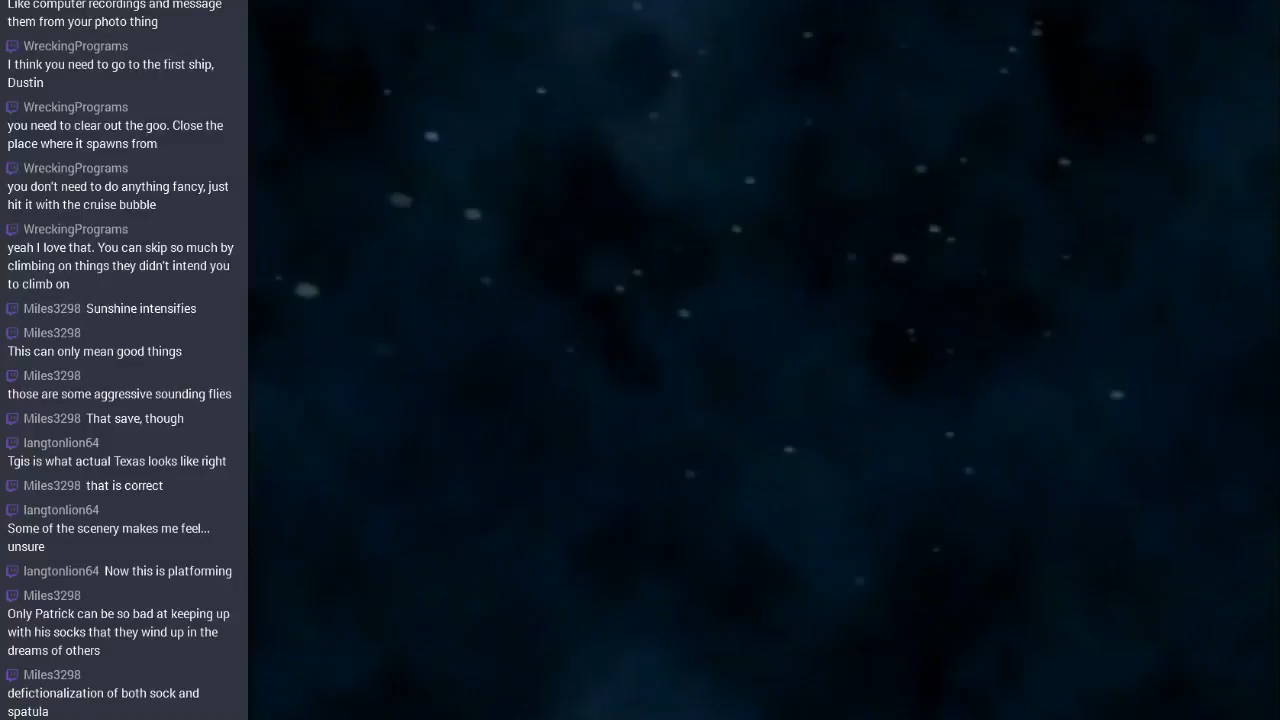 Like computer recordings and message
them from your photo thing
WreckingPrograms
I think you need to go to the first ship,
Dustin
WreckingPrograms
you need to clear out the goo. Close the
place where it spawns from
WreckingPrograms
you don't need to do anything fancy, just
hit it with the cruise bubble
WreckingPrograms
yeah I love that. You can skip so much by
climbing on things they didn't intend you
to climb on
Miles3298 Sunshine intensifies
Miles3298
This can only mean good things
Miles3298
those are some aggressive sounding flies
Miles3298 That save, though
langtonlion64
Tgis is what actual Texas looks like right
Miles3298 that is correct
langtonlion64
Some of the scenery makes me feel...
unsure
langtonlion64 Now this is platforming
Miles3298
Only Patrick can be so bad at keeping up
with his socks that they wind up in the
dreams of others
Miles3298
defictionalization of both sock and
spatula